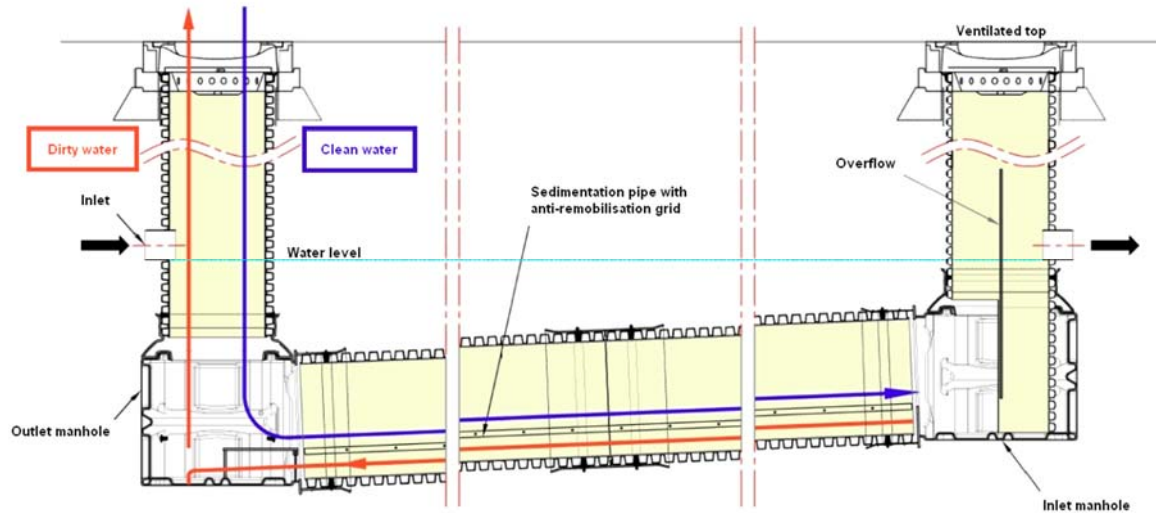 Ventilated top
Dirty water
Clean water
Overflow
Inlet
Sedimentation pipe with
anti-remobilisation grid
Water level
Outlet manhole
Inlet manhole